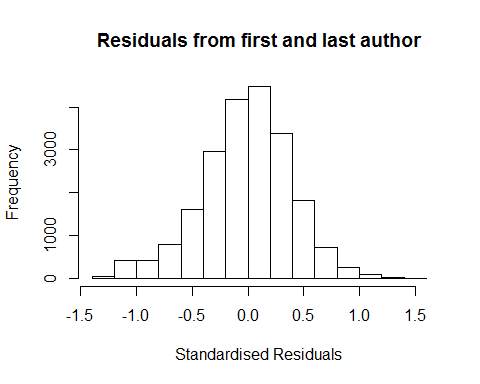 Residuals from first and last author
Frequency
3000
1000
0
-1.5 -1.0 -0.5 0.0 0.5 1.0 1.5
Standardised Residuals